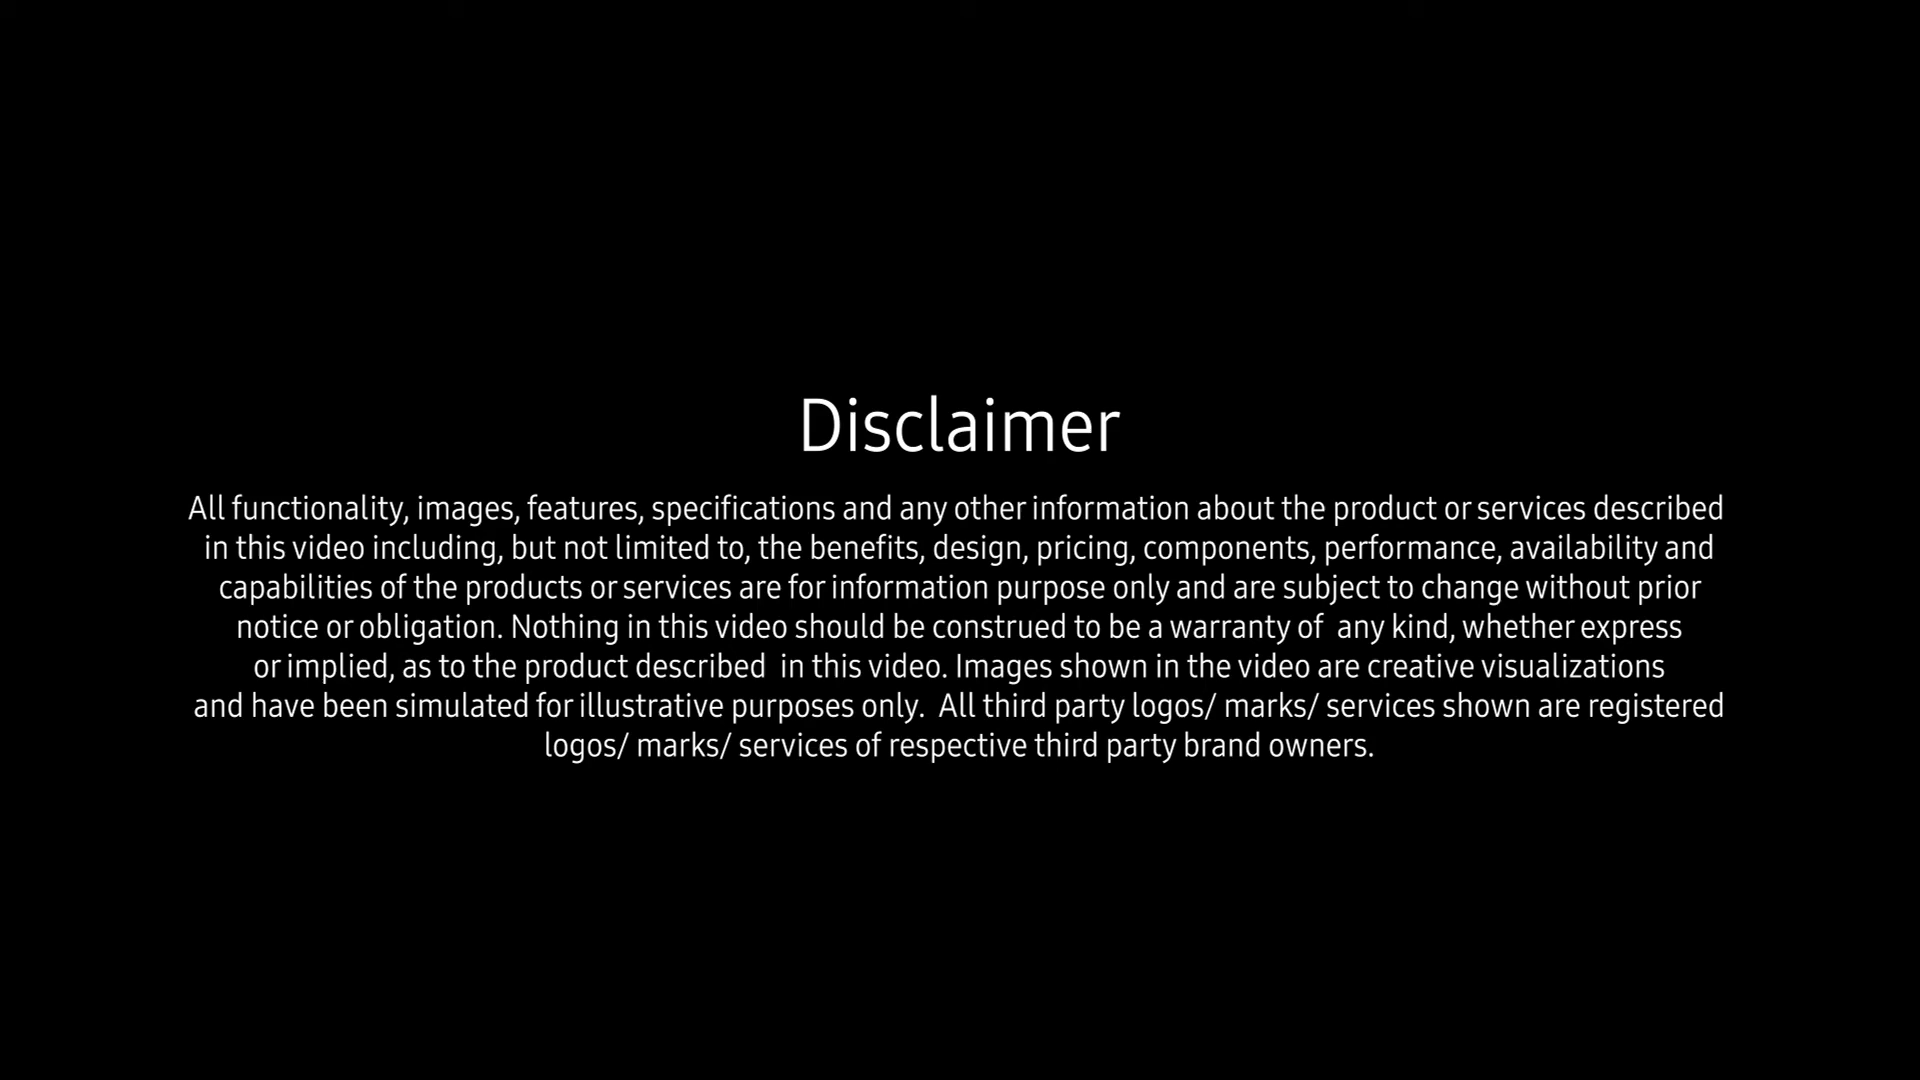 Disclaimer
All functionality, images, features, specifications and any other information about the product or services described
in this video including, but not limited to, the benefits, design, pricing, components, performance, availability and
capabilities of the products or services are for information purpose only and are subject to change without prior
notice or obligation. Nothing in this video should be construed to be a warranty of  any kind, whether express
or implied, as to the product described  in this video. Images shown in the video are creative visualizations
and have been simulated for illustrative purposes only.  All third party logos/ marks/ services shown are registered
logos/ marks/ services of respective third party brand owners.